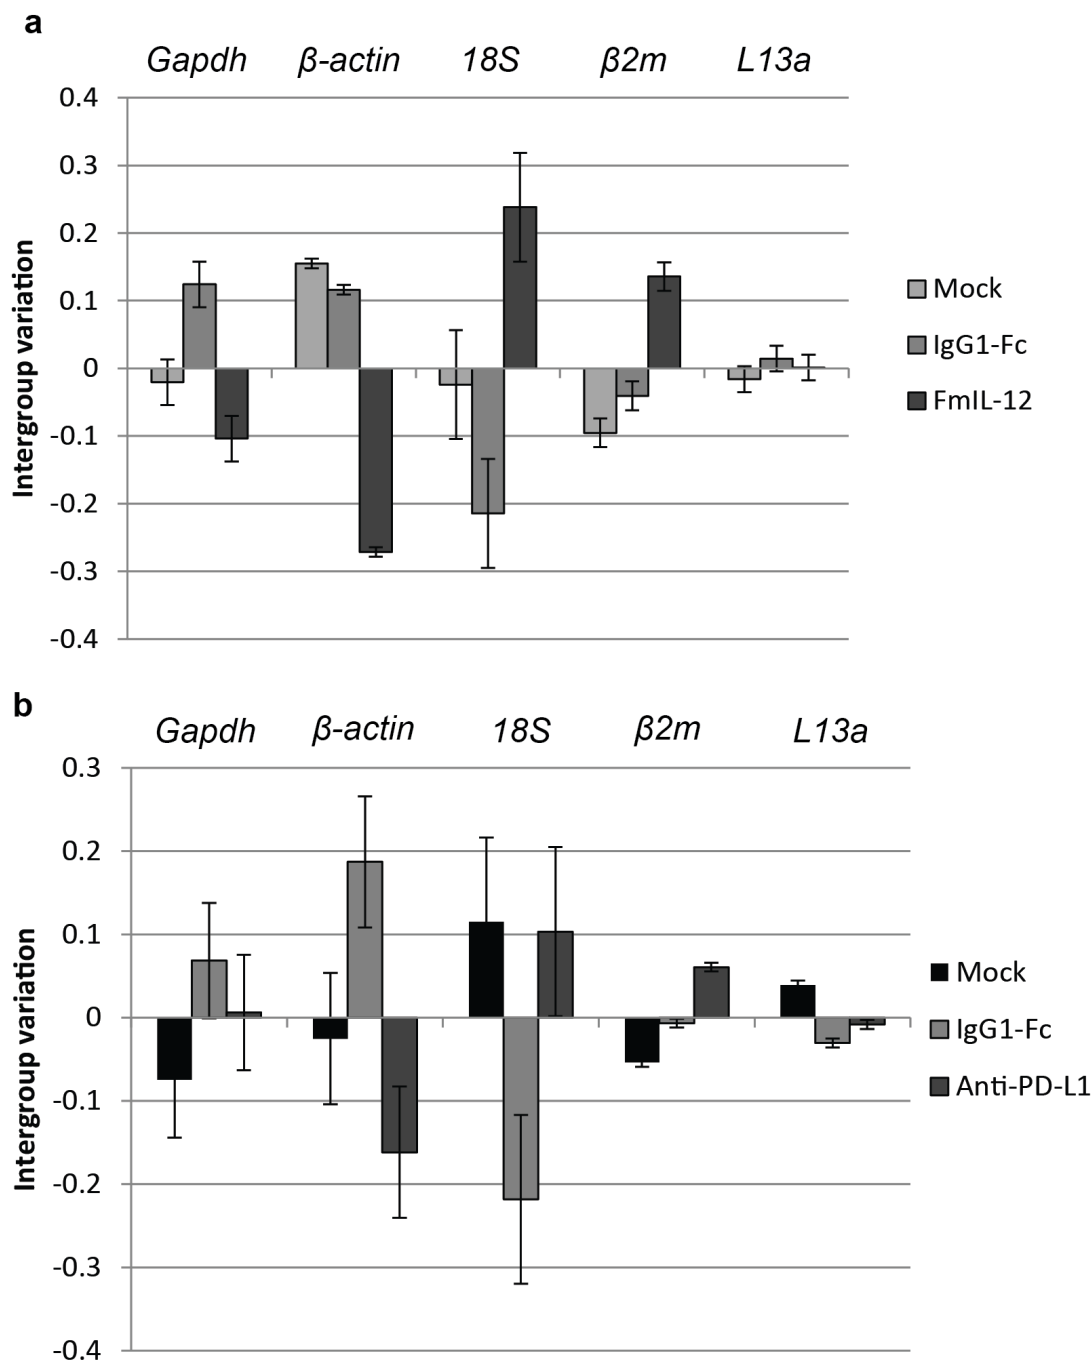 a
Gapdh β-actin 18S β2m L13a
0.4
0.3
0.2
0.1
0
-0.1
-0.2
-0.3
-0.4
Intergroup variation
Mock
IgG1-Fc
FmIL-12
b
Gapdh β-actin 18S β2m L13a
0.3
0.2
0.1
0
-0.1
-0.2
-0.3
-0.4
Intergroup variation
Mock
IgG1-Fc
Anti-PD-L1